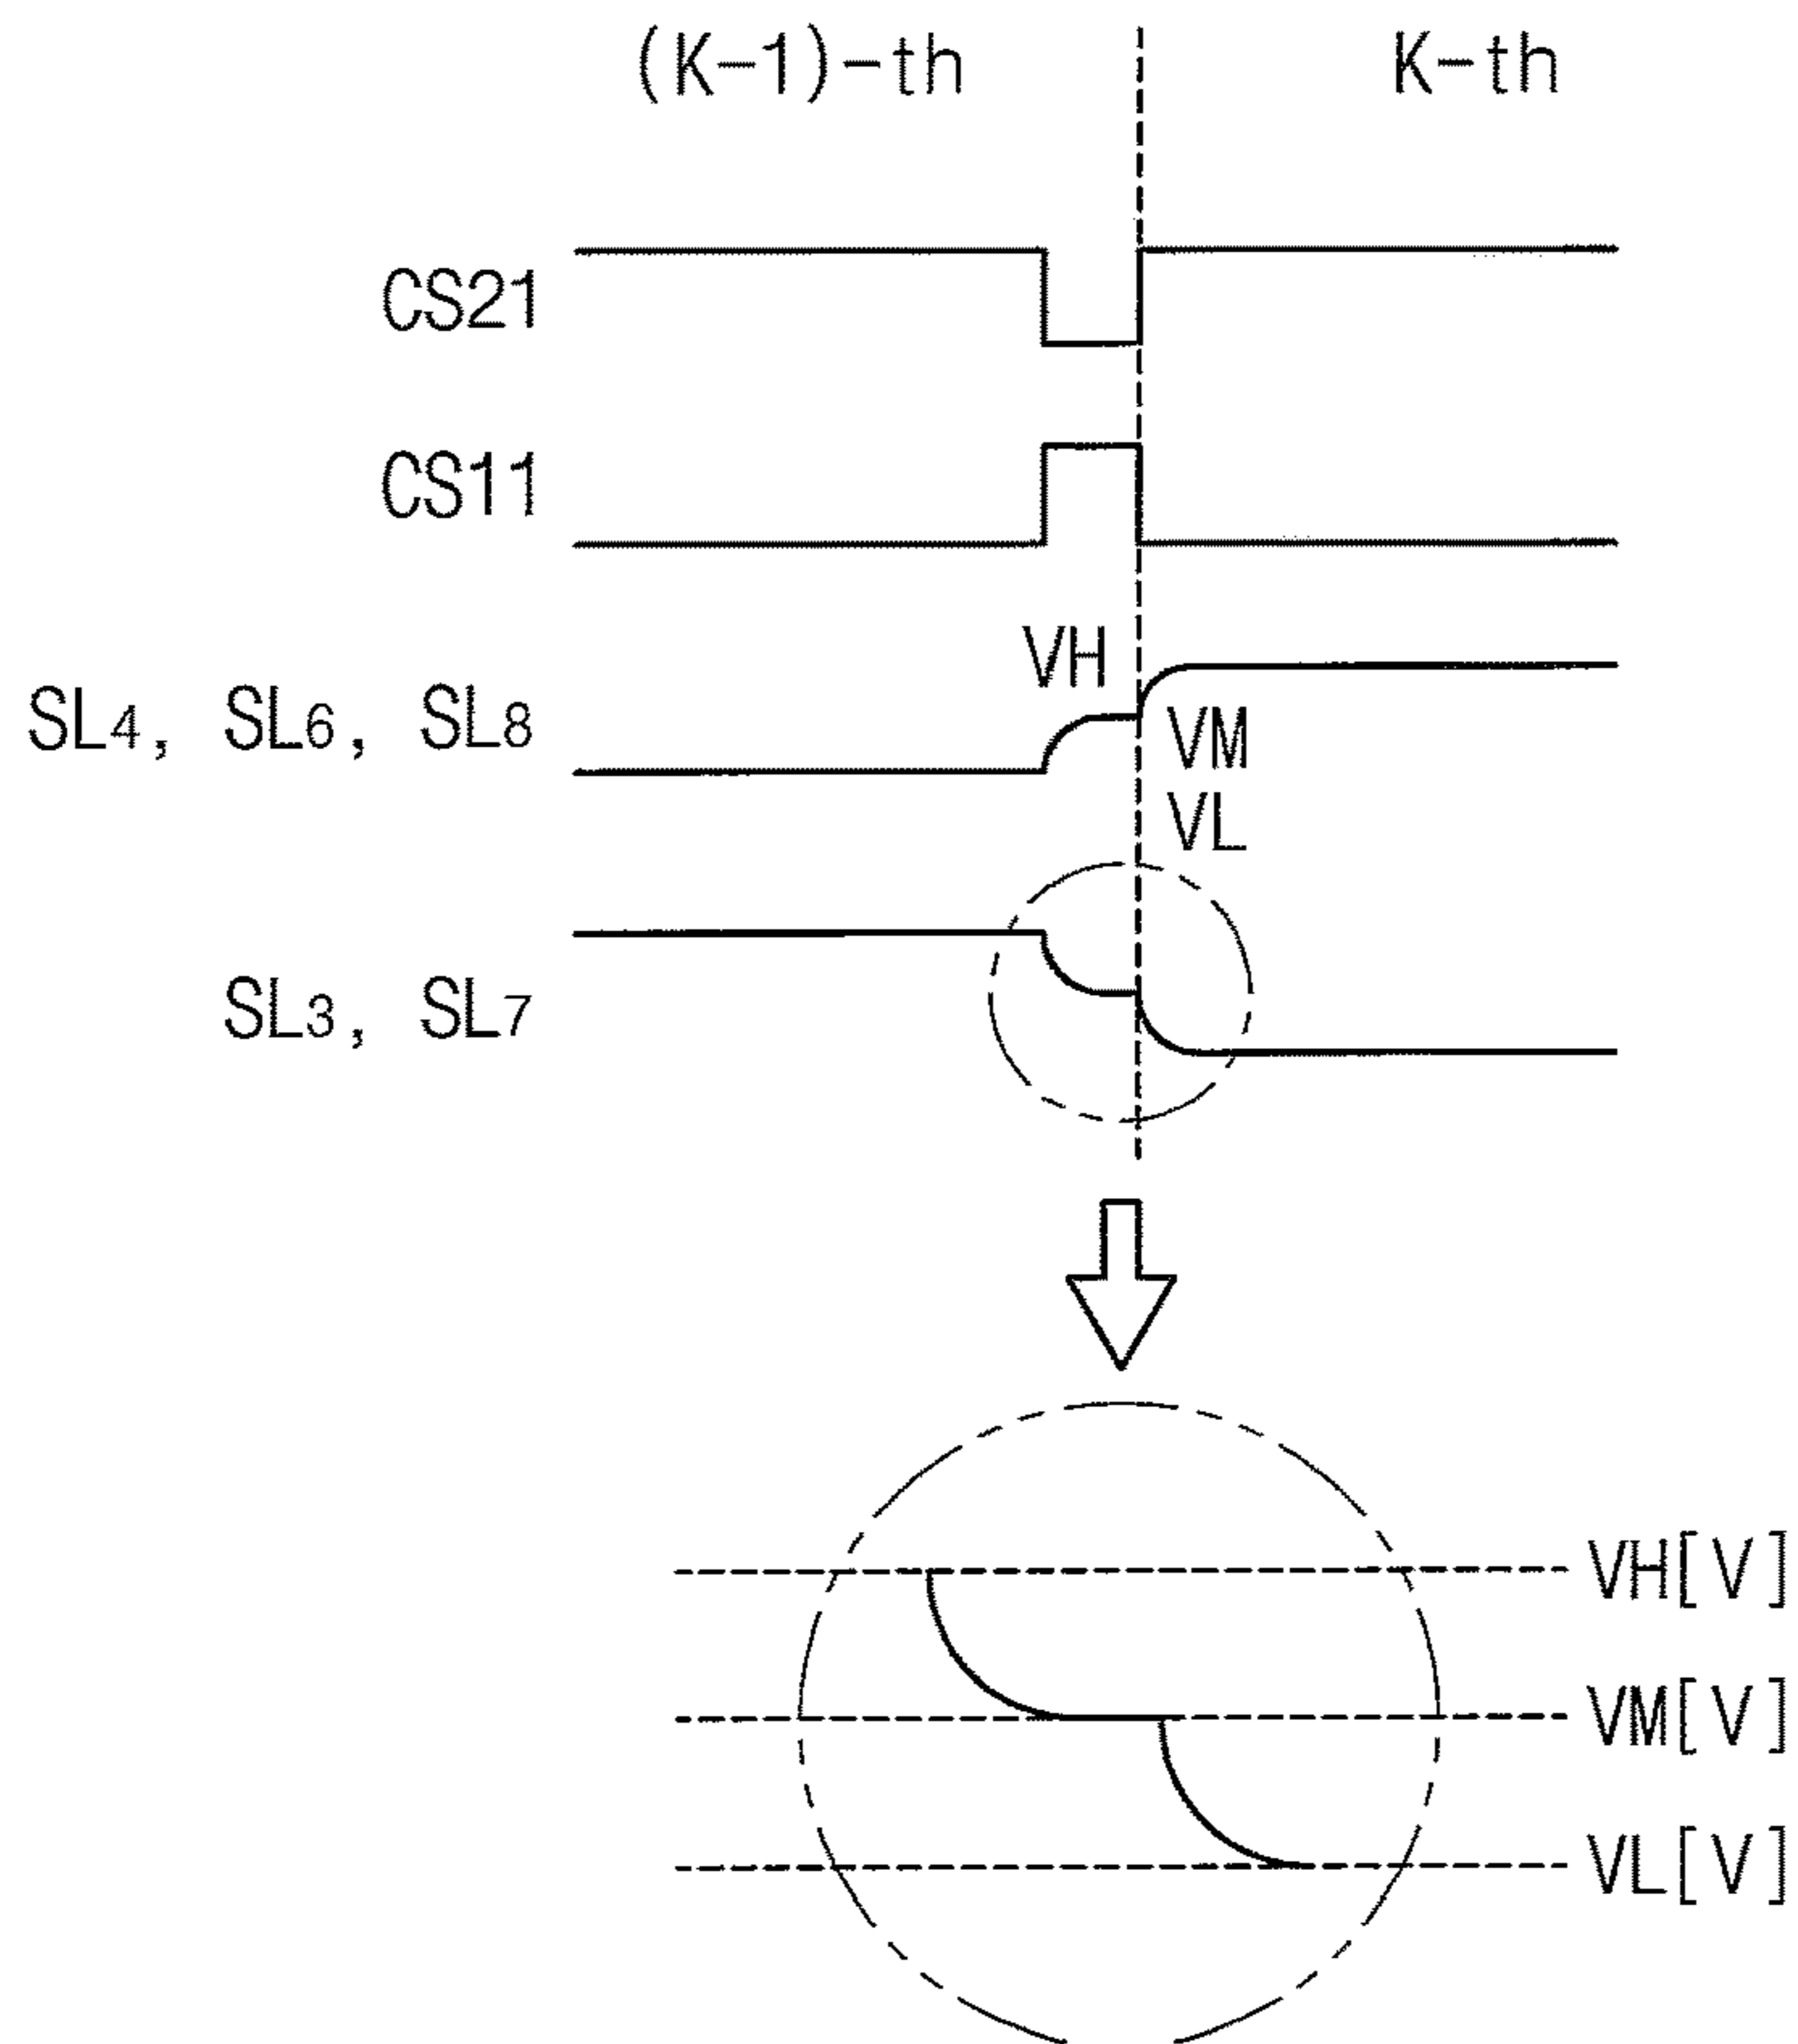 (K-1)-th K-th
CS21
CS11
VH
SL4, SL6, SL8
VM
VL
SL3, SL7
VH[V]
VM[V]
VL[V]